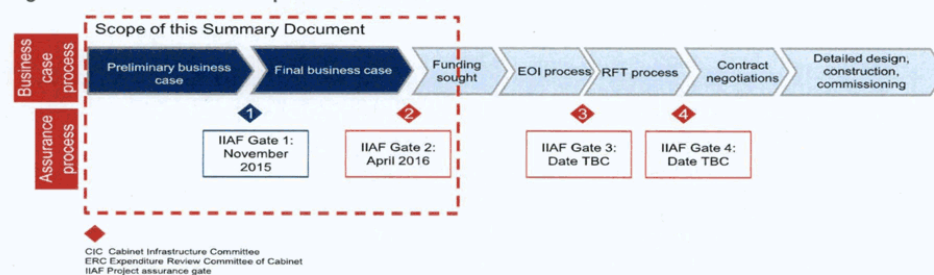 Scope of this Summary Document
Business
case
process
Preliminary business
case
Final business case
Funding
sought
EOI process
RFT process
Contract
negotiations
Detailed design,
construction,
commissioning
Assurance
process
1
IIAF Gate 1:
November
2015
2
IIAF Gate 2:
April 2016
3
IIAF Gate 3:
Date TBC
4
IIAF Gate 4:
Date TBC
CIC Cabinet Infrastructure Committee
ERC Expenditure Review Committee of Cabinet
IIAF Project assurance gate